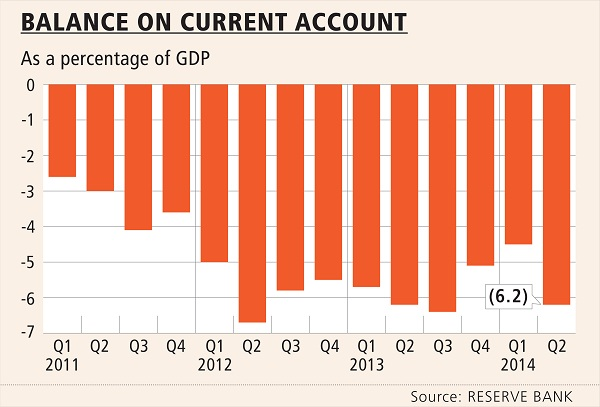 BALANCE ON CURRENT ACCOUNT
As a percentage of GDP
0
-1
-2
-3
-4
-5
-6
-7
(6.2)
Q1 Q2 Q3 Q4 Q1 Q2 Q3 Q4 Q1 Q2 Q3 Q4 Q1 Q2
2011 2012 2013 2014
Source: RESERVE BANK